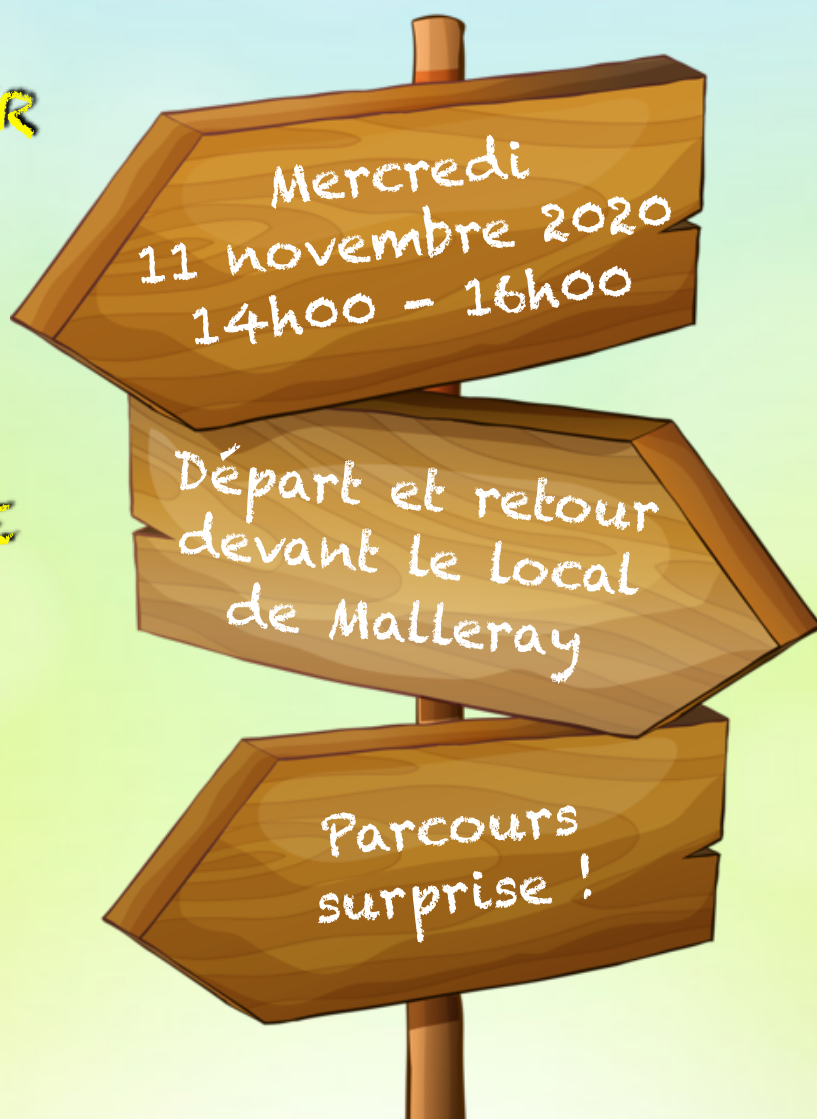 R
Mercredi
11 novembre 2020
14h00 - 16h00
Départ et retour
devant le local
de Malleray
E
Parcours
surprise !